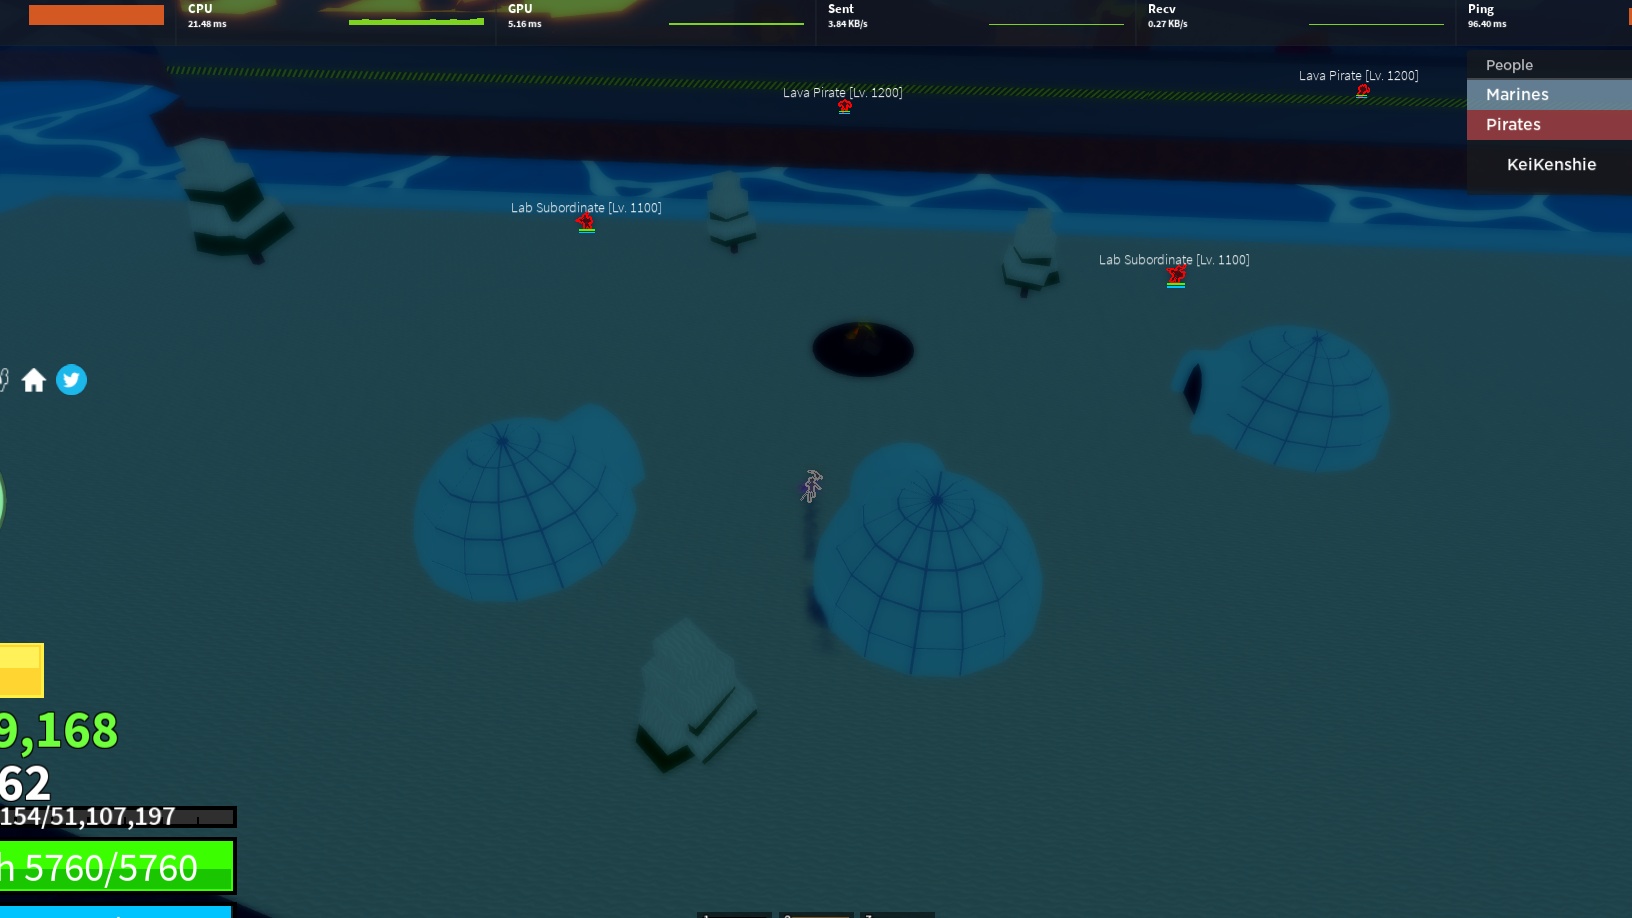 CPU
21.48 ms
GPU
5.16 ms
Sent
3.84 KB/s
Recv
0.27 KB/s
Ping
96.40 ms
People
Marines
Pirates
KeiKenshie
Lava Pirate [Lv. 1200]
Lava Pirate [Lv. 1200]
Lab Subordinate [Lv. 1100]
Lab Subordinate [Lv. 1100]
9,168
62
154/51,107,197
h 5760/5760